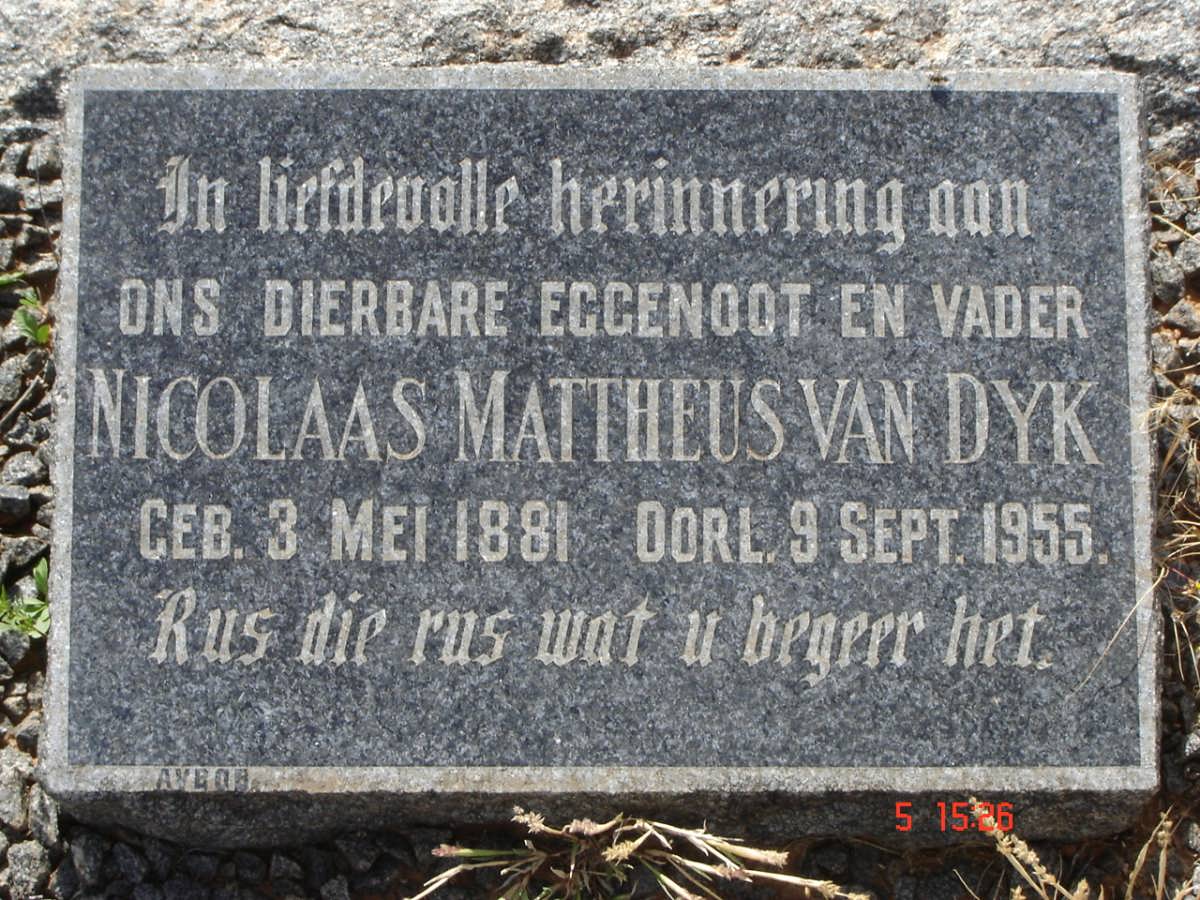 In liefdevolle herinnering aan
ONS DIERBARE EGGENOOT EN VADER
NICOLAAS MATTHEUS VAN DYK
GEB. 3 MEI 1881 OORL. 9 SEPT. 1955.
Rus die rus wat u begeer het.
AVBOB.
5 15:26